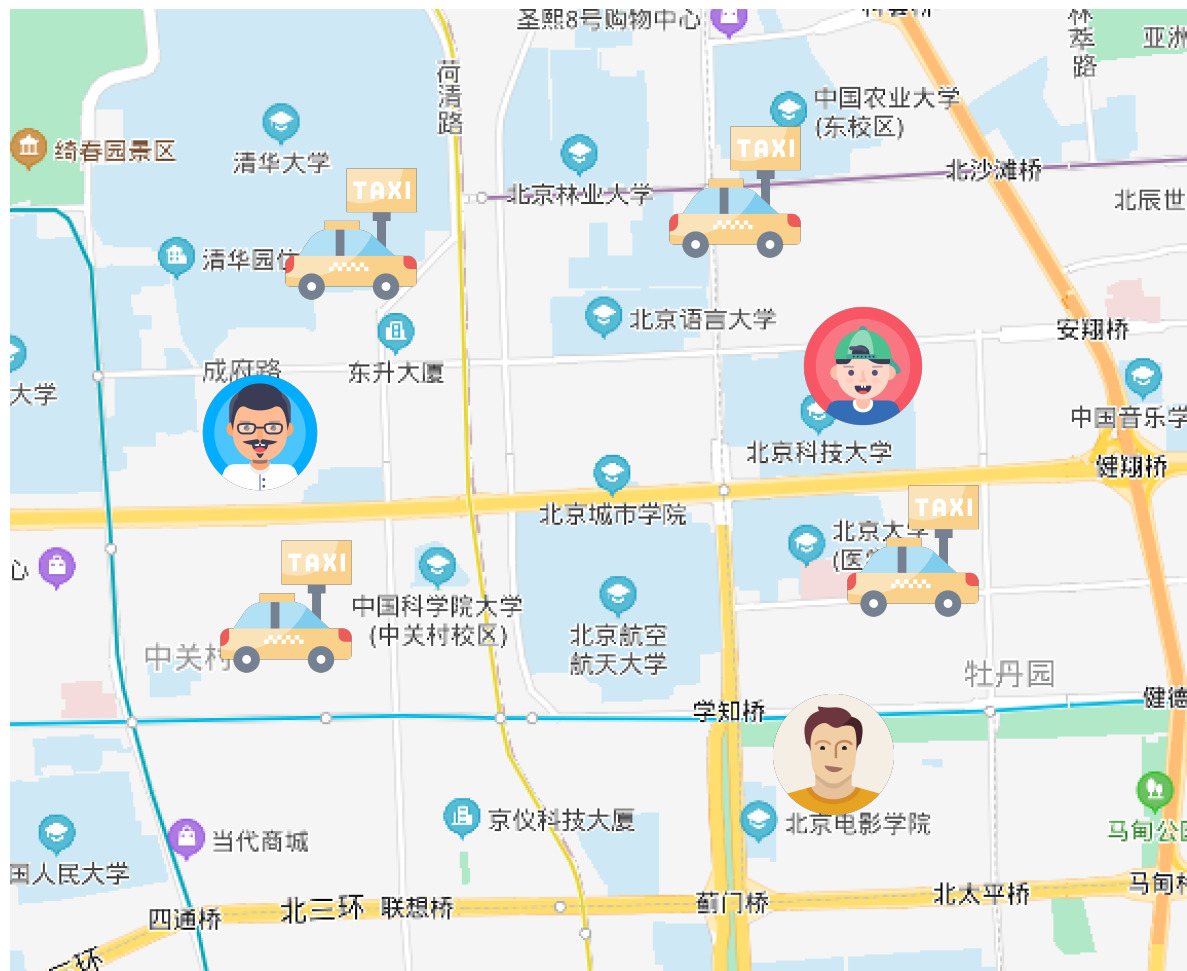 圣熙8号购物中心
林萃路
亚洲
荷清路
中国农业大学
(东校区)
绮春园景区
清华大学
TAXI
TAXI
北京林业大学
北沙滩桥
北辰世
清华园住
北京语言大学
安翔桥
成府路
东升大厦
大学
中国音乐学
北京科技大学
健翔桥
北京城市学院
TAXI
北京大学
(医学
心
TAXI
中国科学院大学
(中关村校区)
北京航空
航天大学
中关村
牡丹园
学知桥
健德
京仪科技大厦
北京电影学院
当代商城
马甸公园
国人民大学
北三环
联想桥
蓟门桥
北太平桥
马甸桥
四通桥
三环